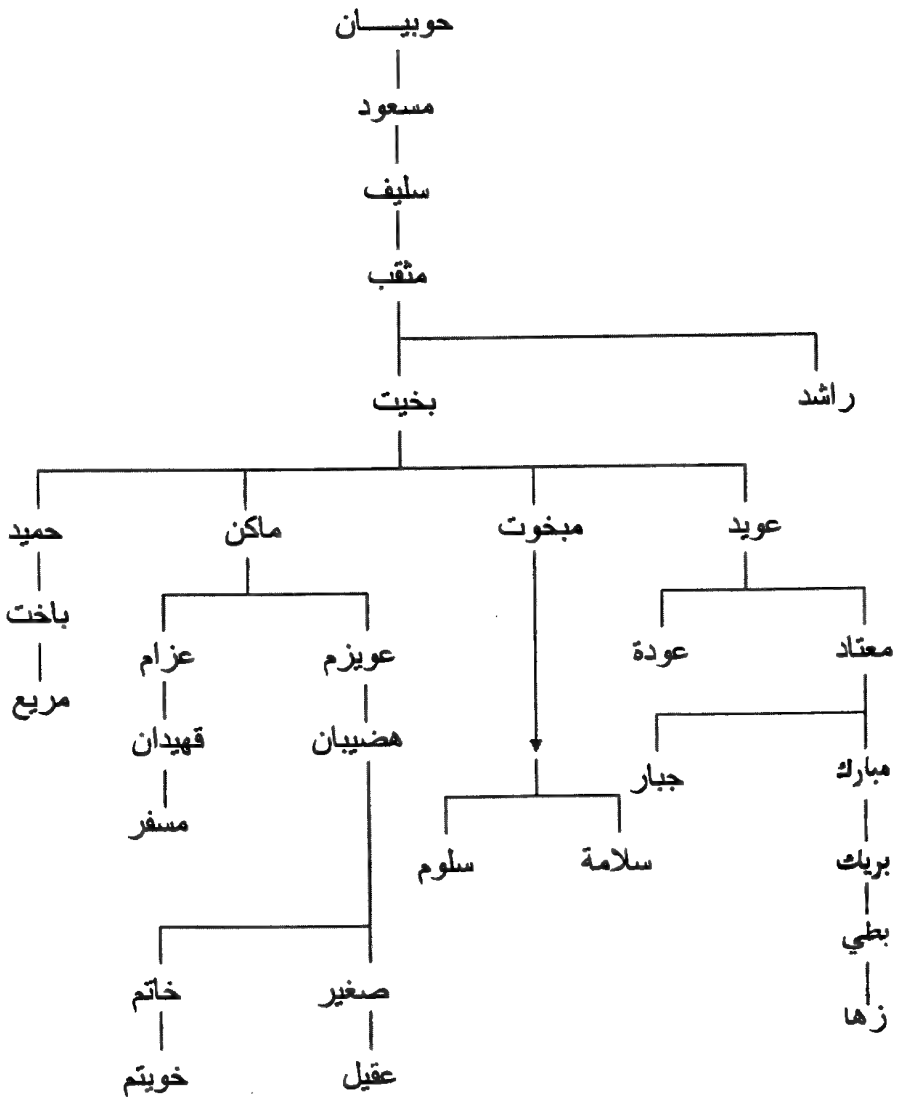 حوبيـــان
مسعود
سليف
مثقب
راشد
بخيت
عويد مبخوت ماكن حميد
باخت
معتاد عودة عويزم عزام
مريع
هضيبان قهيدان
مبارك جبار
مسفر
بريك
سلامة سلوم
بطي
صغير خاتم
زها
عقيل خويتم